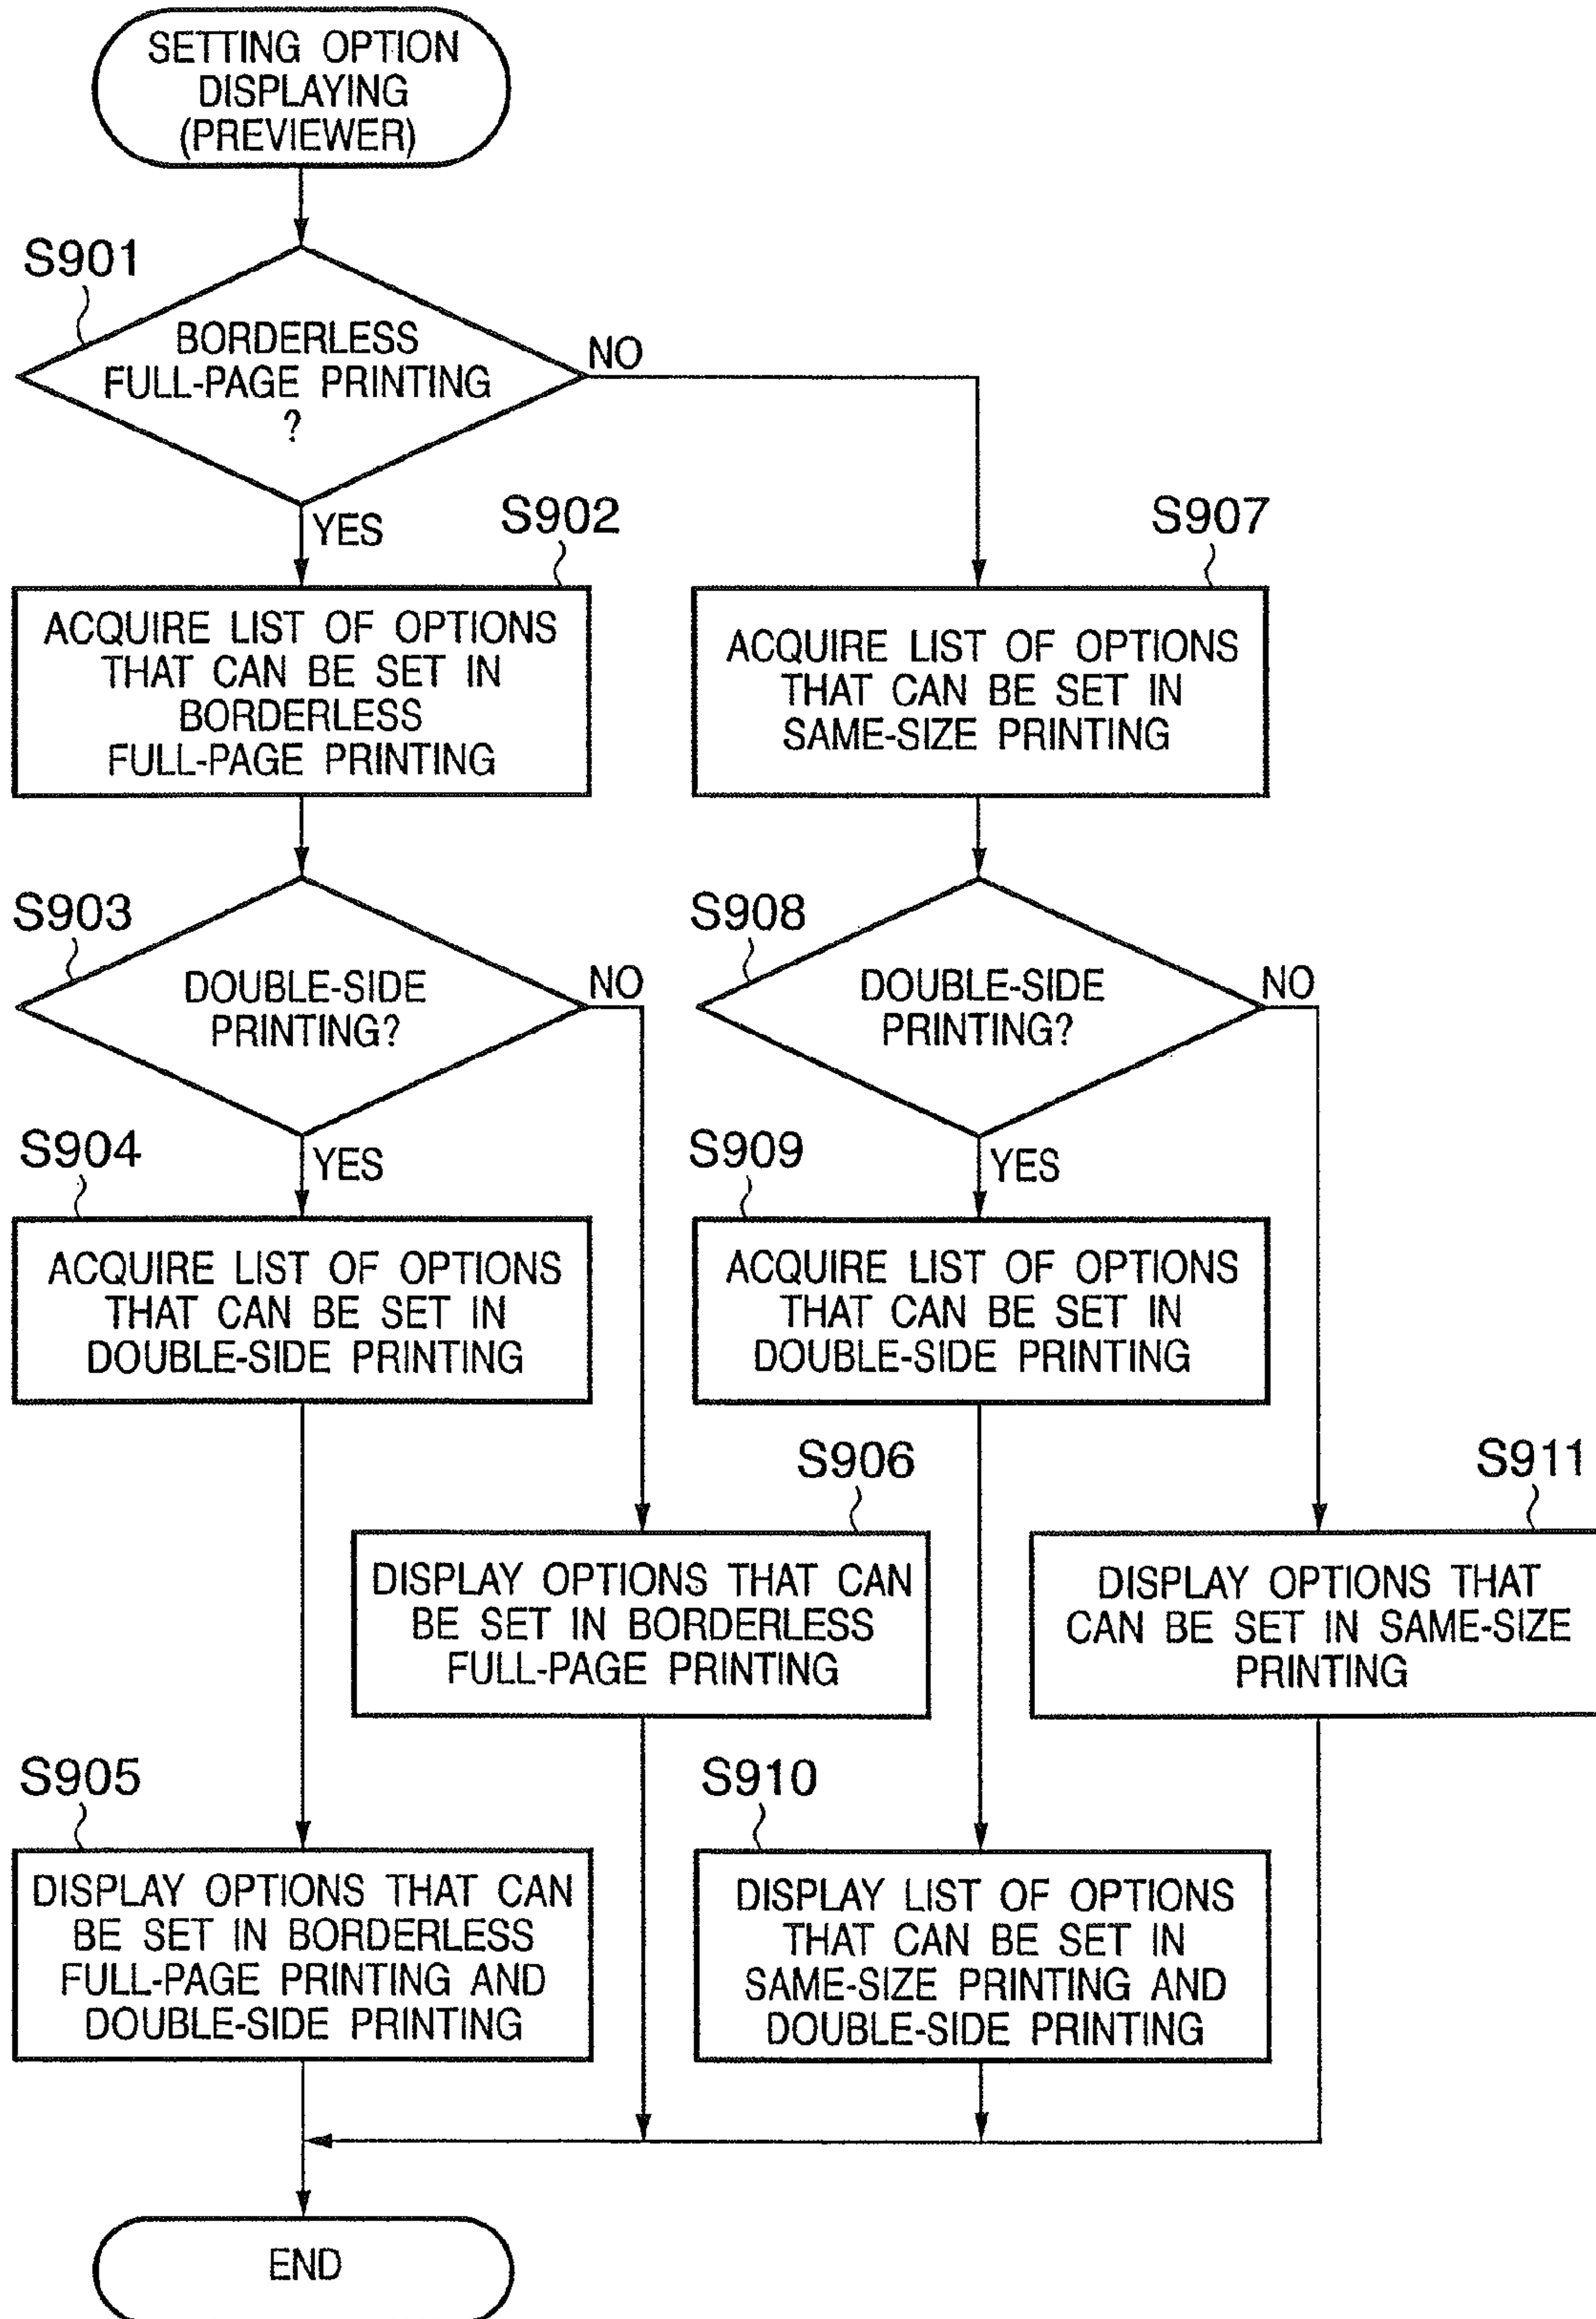 SETTING OPTION
DISPLAYING
(PREVIEWER)
S901
BORDERLESS
FULL-PAGE PRINTING
?
NO
YES
S902
ACQUIRE LIST OF OPTIONS
THAT CAN BE SET IN
BORDERLESS
FULL-PAGE PRINTING
S907
ACQUIRE LIST OF OPTIONS
THAT CAN BE SET IN
SAME-SIZE PRINTING
S903
DOUBLE-SIDE
PRINTING?
NO
YES
S908
DOUBLE-SIDE
PRINTING?
NO
YES
S904
ACQUIRE LIST OF OPTIONS
THAT CAN BE SET IN
DOUBLE-SIDE PRINTING
S909
ACQUIRE LIST OF OPTIONS
THAT CAN BE SET IN
DOUBLE-SIDE PRINTING
S906
DISPLAY OPTIONS THAT CAN
BE SET IN BORDERLESS
FULL-PAGE PRINTING
S911
DISPLAY OPTIONS THAT
CAN BE SET IN SAME-SIZE
PRINTING
S905
DISPLAY OPTIONS THAT CAN
BE SET IN BORDERLESS
FULL-PAGE PRINTING AND
DOUBLE-SIDE PRINTING
S910
DISPLAY LIST OF OPTIONS
THAT CAN BE SET IN
SAME-SIZE PRINTING AND
DOUBLE-SIDE PRINTING
END